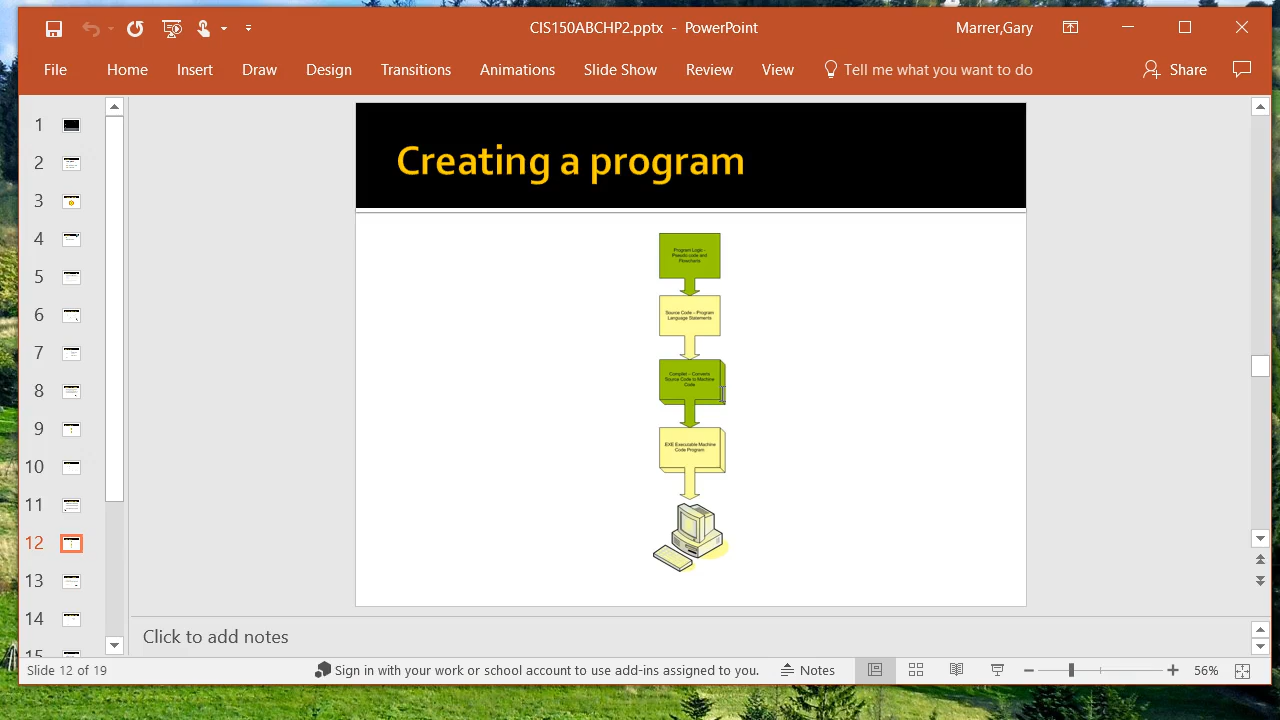 CIS150ABCHP2.pptx - PowerPoint
Marrer,Gary
File Home Insert Draw Design Transitions Animations Slide Show Review View Tell me what you want to do Share
1
2
3
4
5
6
7
8
9
10
11
12
13
14
15
Creating a program
Program Logic -
Pseudo code and
Flowcharts
Source Code – Program
Language Statements
Compiler – Converts
Source Code to Machine
Code
EXE Executable Machine
Code Program
Click to add notes
Slide 12 of 19
Sign in with your work or school account to use add-ins assigned to you.
Notes
56%